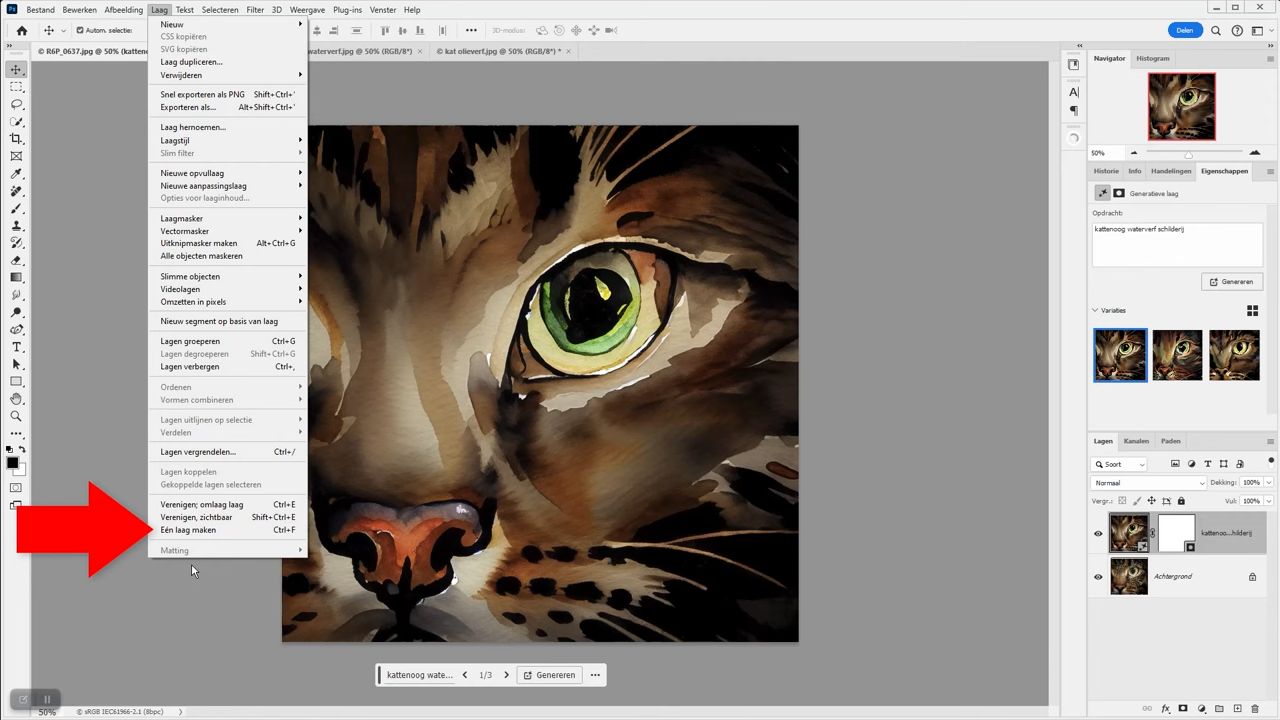 Ps Bestand Bewerken Afbeelding Laag Tekst Selecteren Filter 3D Weergave Plug-ins Venster Help
Autom. selectie: 3D-modus: Delen
© R6P_0637.jpg @ 50% (katteno waterverf.jpg @ 50% (RGB/8*) × © kat olieverf.jpg @ 50% (RGB/8*) * ×
Nieuw
CSS kopiëren
SVG kopiëren
Laag dupliceren...
Verwijderen
Snel exporteren als PNG Shift+Ctrl+'
Exporteren als... Alt+Shift+Ctrl+'
Laag hernoemen...
Laagstijl
Slim filter
Nieuwe opvullaag
Nieuwe aanpassingslaag
Opties voor laaginhoud...
Laagmasker
Vectormasker
Uitknipmasker maken Alt+Ctrl+G
Alle objecten maskeren
Slimme objecten
Videolagen
Omzetten in pixels
Nieuw segment op basis van laag
Lagen groeperen Ctrl+G
Lagen degroeperen Shift+Ctrl+G
Lagen verbergen Ctrl+,
Ordenen
Vormen combineren
Lagen uitlijnen op selectie
Verdelen
Lagen vergrendelen... Ctrl+/
Lagen koppelen
Gekoppelde lagen selecteren
Verenigen; omlaag laag Ctrl+E
Verenigen, zichtbaar Shift+Ctrl+E
Eén laag maken Ctrl+F
Matting
kattenoog wate... 1/3 Genereren
50% © sRGB IEC61966-2.1 (8bpc)
Navigator Histogram
50%
Historie Info Handelingen Eigenschappen
Generatieve laag
Opdracht:
kattenoog waterverf schilderij
Genereren
Variaties
Lagen Kanalen Paden
Soort
Normaal Dekking: 100%
Vergr.: Vul: 100%
kattenoo...hilderij
Achtergrond